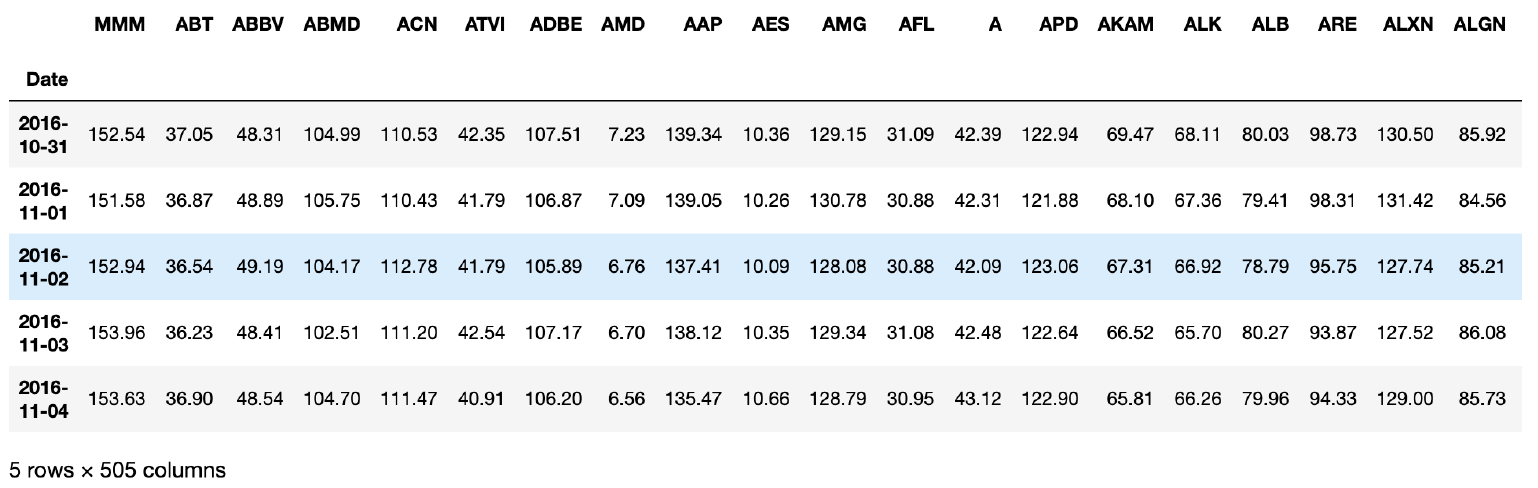 MMM ABT ABBV ABMD ACN ATVI ADBE AMD AAP AES AMG AFL A APD AKAM ALK ALB ARE ALXN ALGN
Date
2016-10-31 152.54 37.05 48.31 104.99 110.53 42.35 107.51 7.23 139.34 10.36 129.15 31.09 42.39 122.94 69.47 68.11 80.03 98.73 130.50 85.92
2016-11-01 151.58 36.87 48.89 105.75 110.43 41.79 106.87 7.09 139.05 10.26 130.78 30.88 42.31 121.88 68.10 67.36 79.41 98.31 131.42 84.56
2016-11-02 152.94 36.54 49.19 104.17 112.78 41.79 105.89 6.76 137.41 10.09 128.08 30.88 42.09 123.06 67.31 66.92 78.79 95.75 127.74 85.21
2016-11-03 153.96 36.23 48.41 102.51 111.20 42.54 107.17 6.70 138.12 10.35 129.34 31.08 42.48 122.64 66.52 65.70 80.27 93.87 127.52 86.08
2016-11-04 153.63 36.90 48.54 104.70 111.47 40.91 106.20 6.56 135.47 10.66 128.79 30.95 43.12 122.90 65.81 66.26 79.96 94.33 129.00 85.73
5 rows × 505 columns